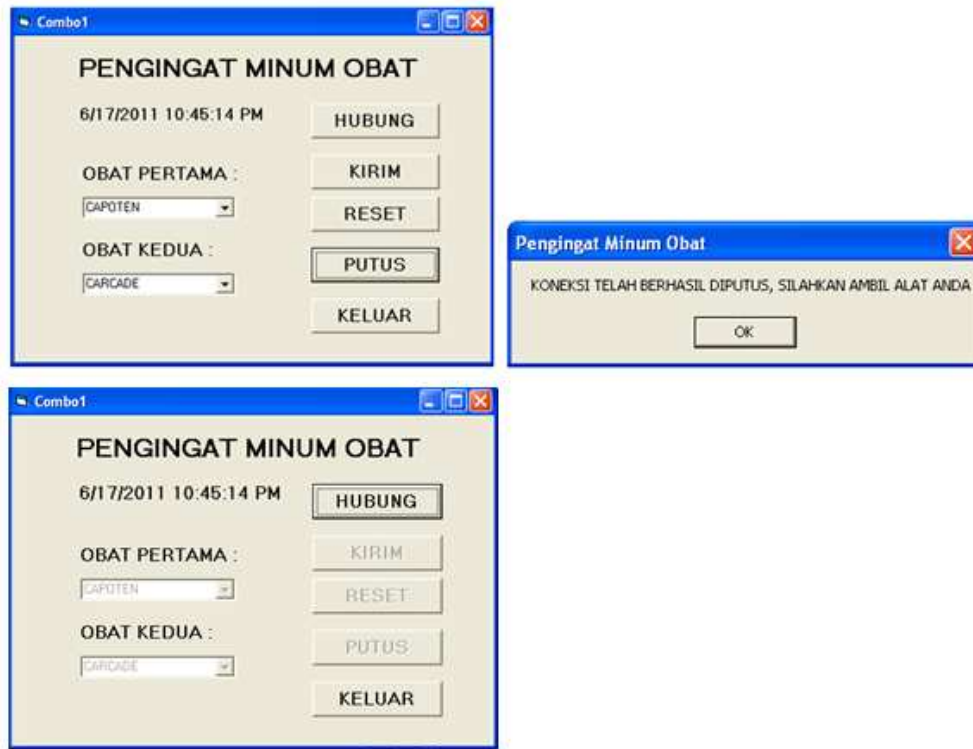 Combo1
PENGINGAT MINUM OBAT
6/17/2011 10:45:14 PM
HUBUNG
OBAT PERTAMA :
KIRIM
CAPOTEN
RESET
OBAT KEDUA :
PUTUS
CARCADE
KELUAR
Pengingat Minum Obat
KONEKSI TELAH BERHASIL DIPUTUS, SILAHKAN AMBIL ALAT ANDA
OK
Combo1
PENGINGAT MINUM OBAT
6/17/2011 10:45:14 PM
HUBUNG
OBAT PERTAMA :
KIRIM
CAPOTEN
RESET
OBAT KEDUA :
PUTUS
CARCADE
KELUAR